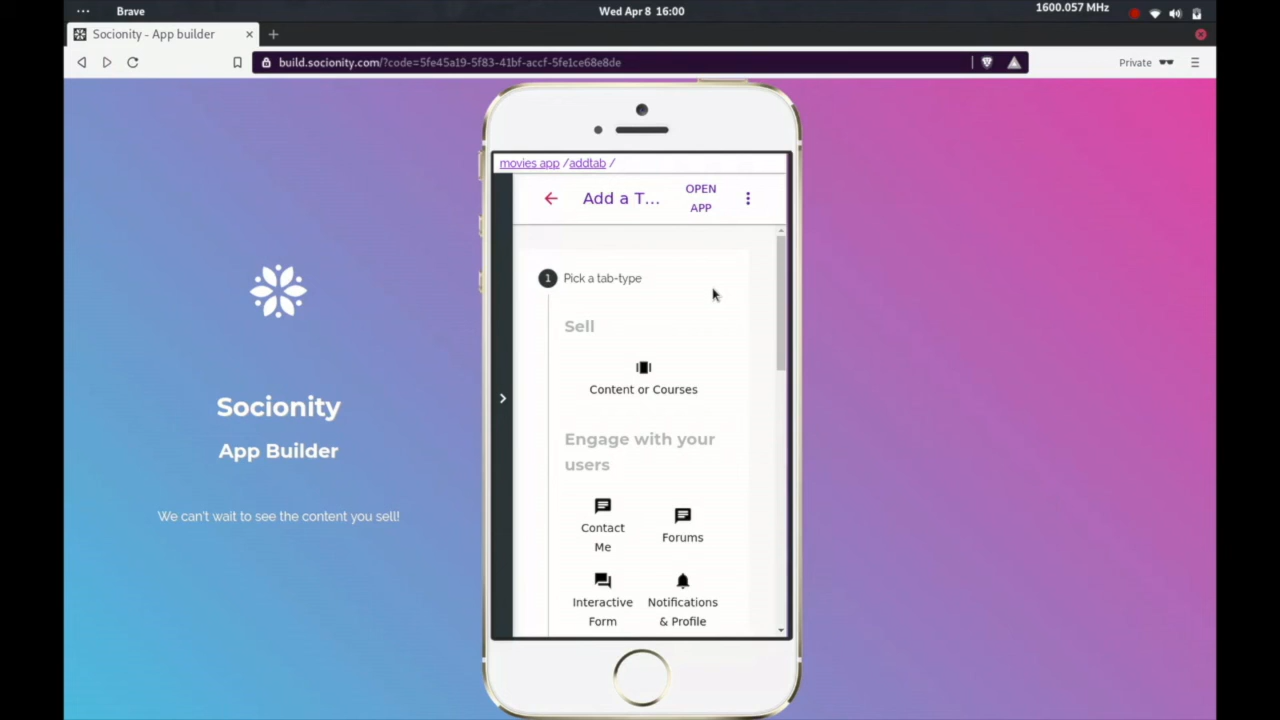 Brave
Wed Apr 8 16:00
1600.057 MHz
Socionity - App builder
build.socionity.com/?code=5fe45a19-5f83-41bf-accf-5fe1ce68e8de
Private
movies app /addtab /
Add a T...
OPEN
APP
1 Pick a tab-type
Sell
Content or Courses
Engage with your
users
Contact
Me
Forums
Interactive
Form
Notifications
& Profile
Socionity
App Builder
We can't wait to see the content you sell!